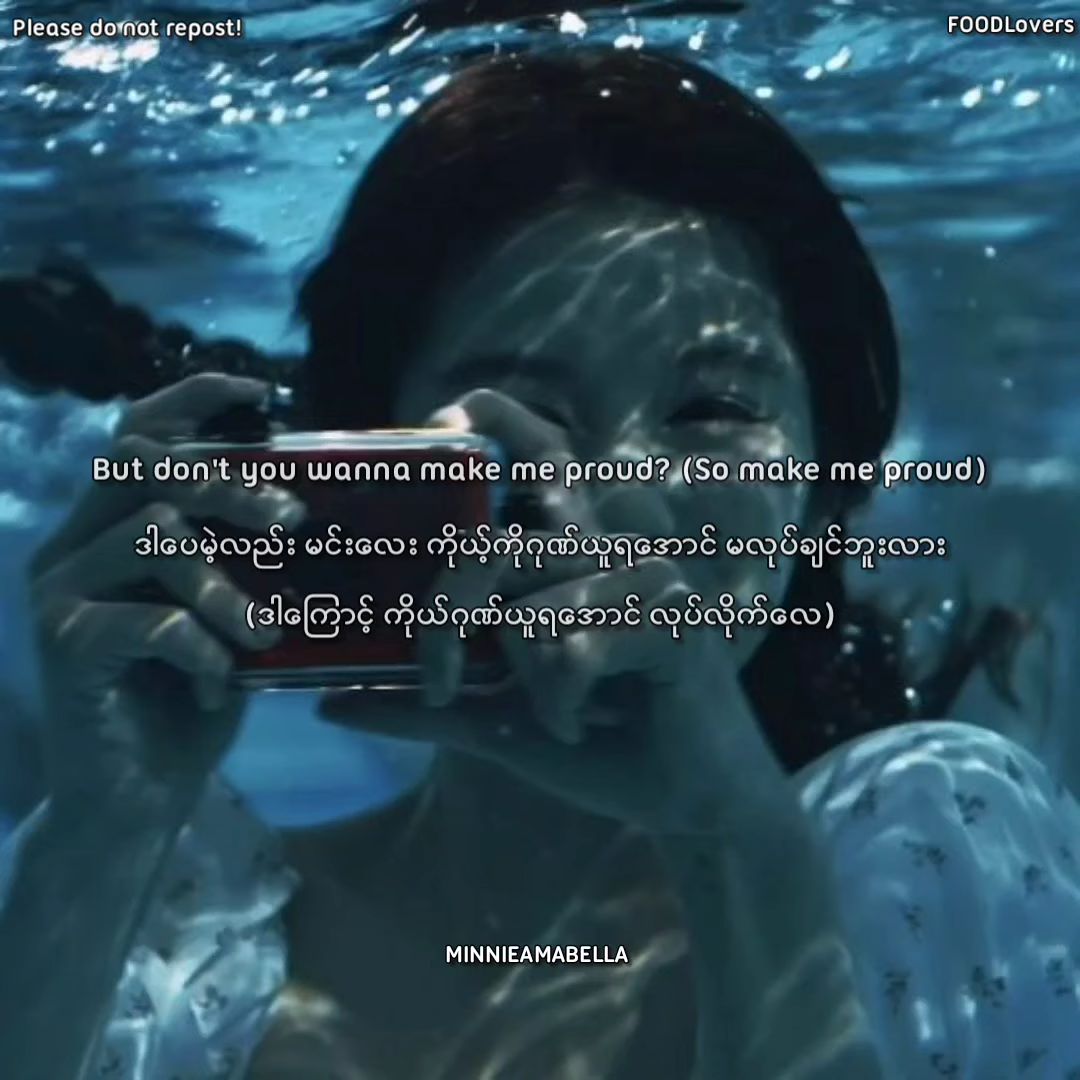 Please do not repost!
FOODLovers
But don't you wanna make me proud? (So make me proud)
ဒါပေမဲ့လည်း မင်းလေး ကိုယ့်ကိုဂုဏ်ယူရအောင် မလုပ်ချင်ဘူးလား
(ဒါကြောင့် ကိုယ်ဂုဏ်ယူရအောင် လုပ်လိုက်လေ)
MINNIEAMABELLA